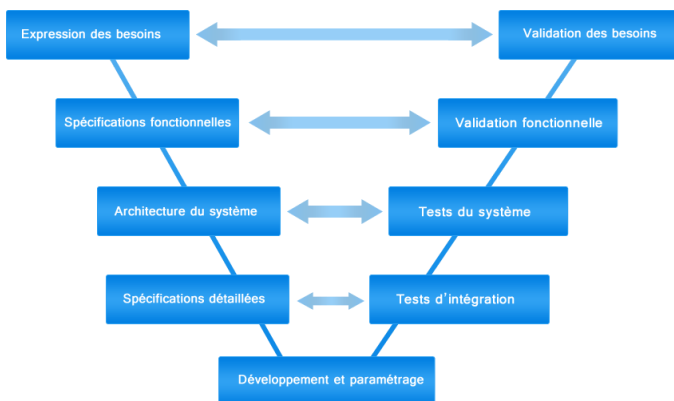 Expression des besoins
Validation des besoins
Spécifications fonctionnelles
Validation fonctionnelle
Architecture du système
Tests du système
Spécifications détaillées
Tests d'intégration
Développement et paramétrage